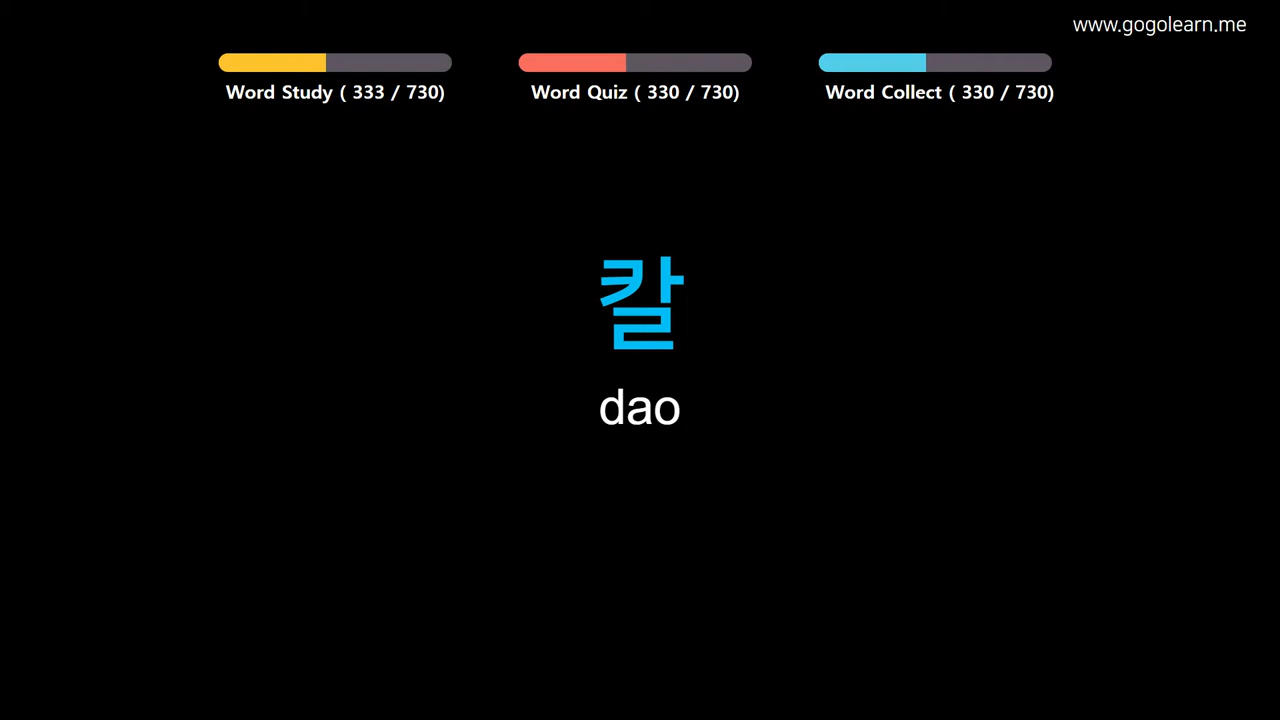 www.gogolearn.me
Word Study ( 333 / 730)
Word Quiz ( 330 / 730)
Word Collect ( 330 / 730)
칼
dao